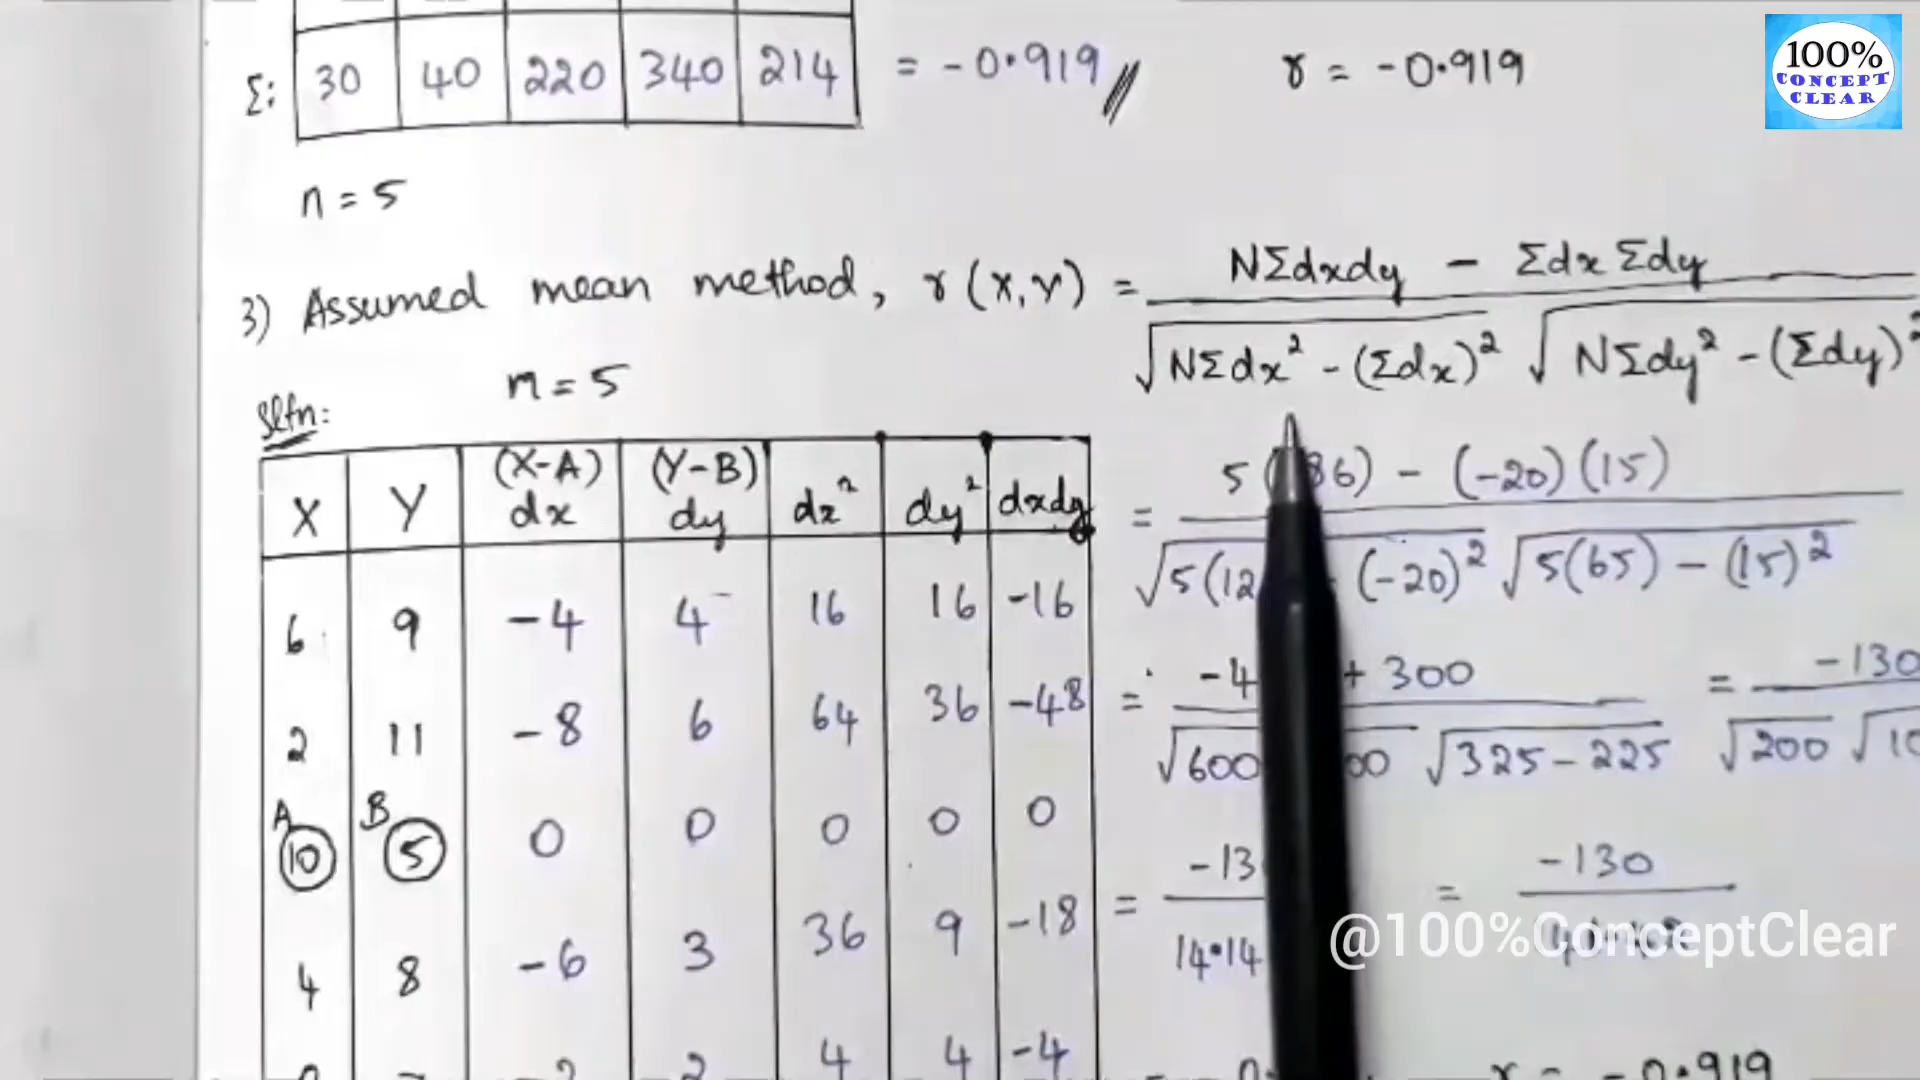 100%
CONCEPT
CLEAR
Σ: 30 40 220 340 214 = -0.919 r = -0.919
n = 5
3) Assumed mean method, r(X,Y) = NΣdxdy - Σdx Σdy
√NΣdx² - (Σdx)² √NΣdy² - (Σdy)²
n = 5
Sltn:
X Y (X-A) dx (Y-B) dy dx² dy² dxdy
= 5( 86) - (-20)(15)
√5(12 (-20)² √5(65) - (15)²
6 9 -4 4 16 16 -16
= -4 + 300 = -130
√600 00 √325-225 √200 √10
2 11 -8 6 64 36 -48
A 10 B 5 0 0 0 0 0
= -13 = -130
14.14
4 8 -6 3 36 9 -18
@100%ConceptClear
2 4 4 -4
r = -0.919